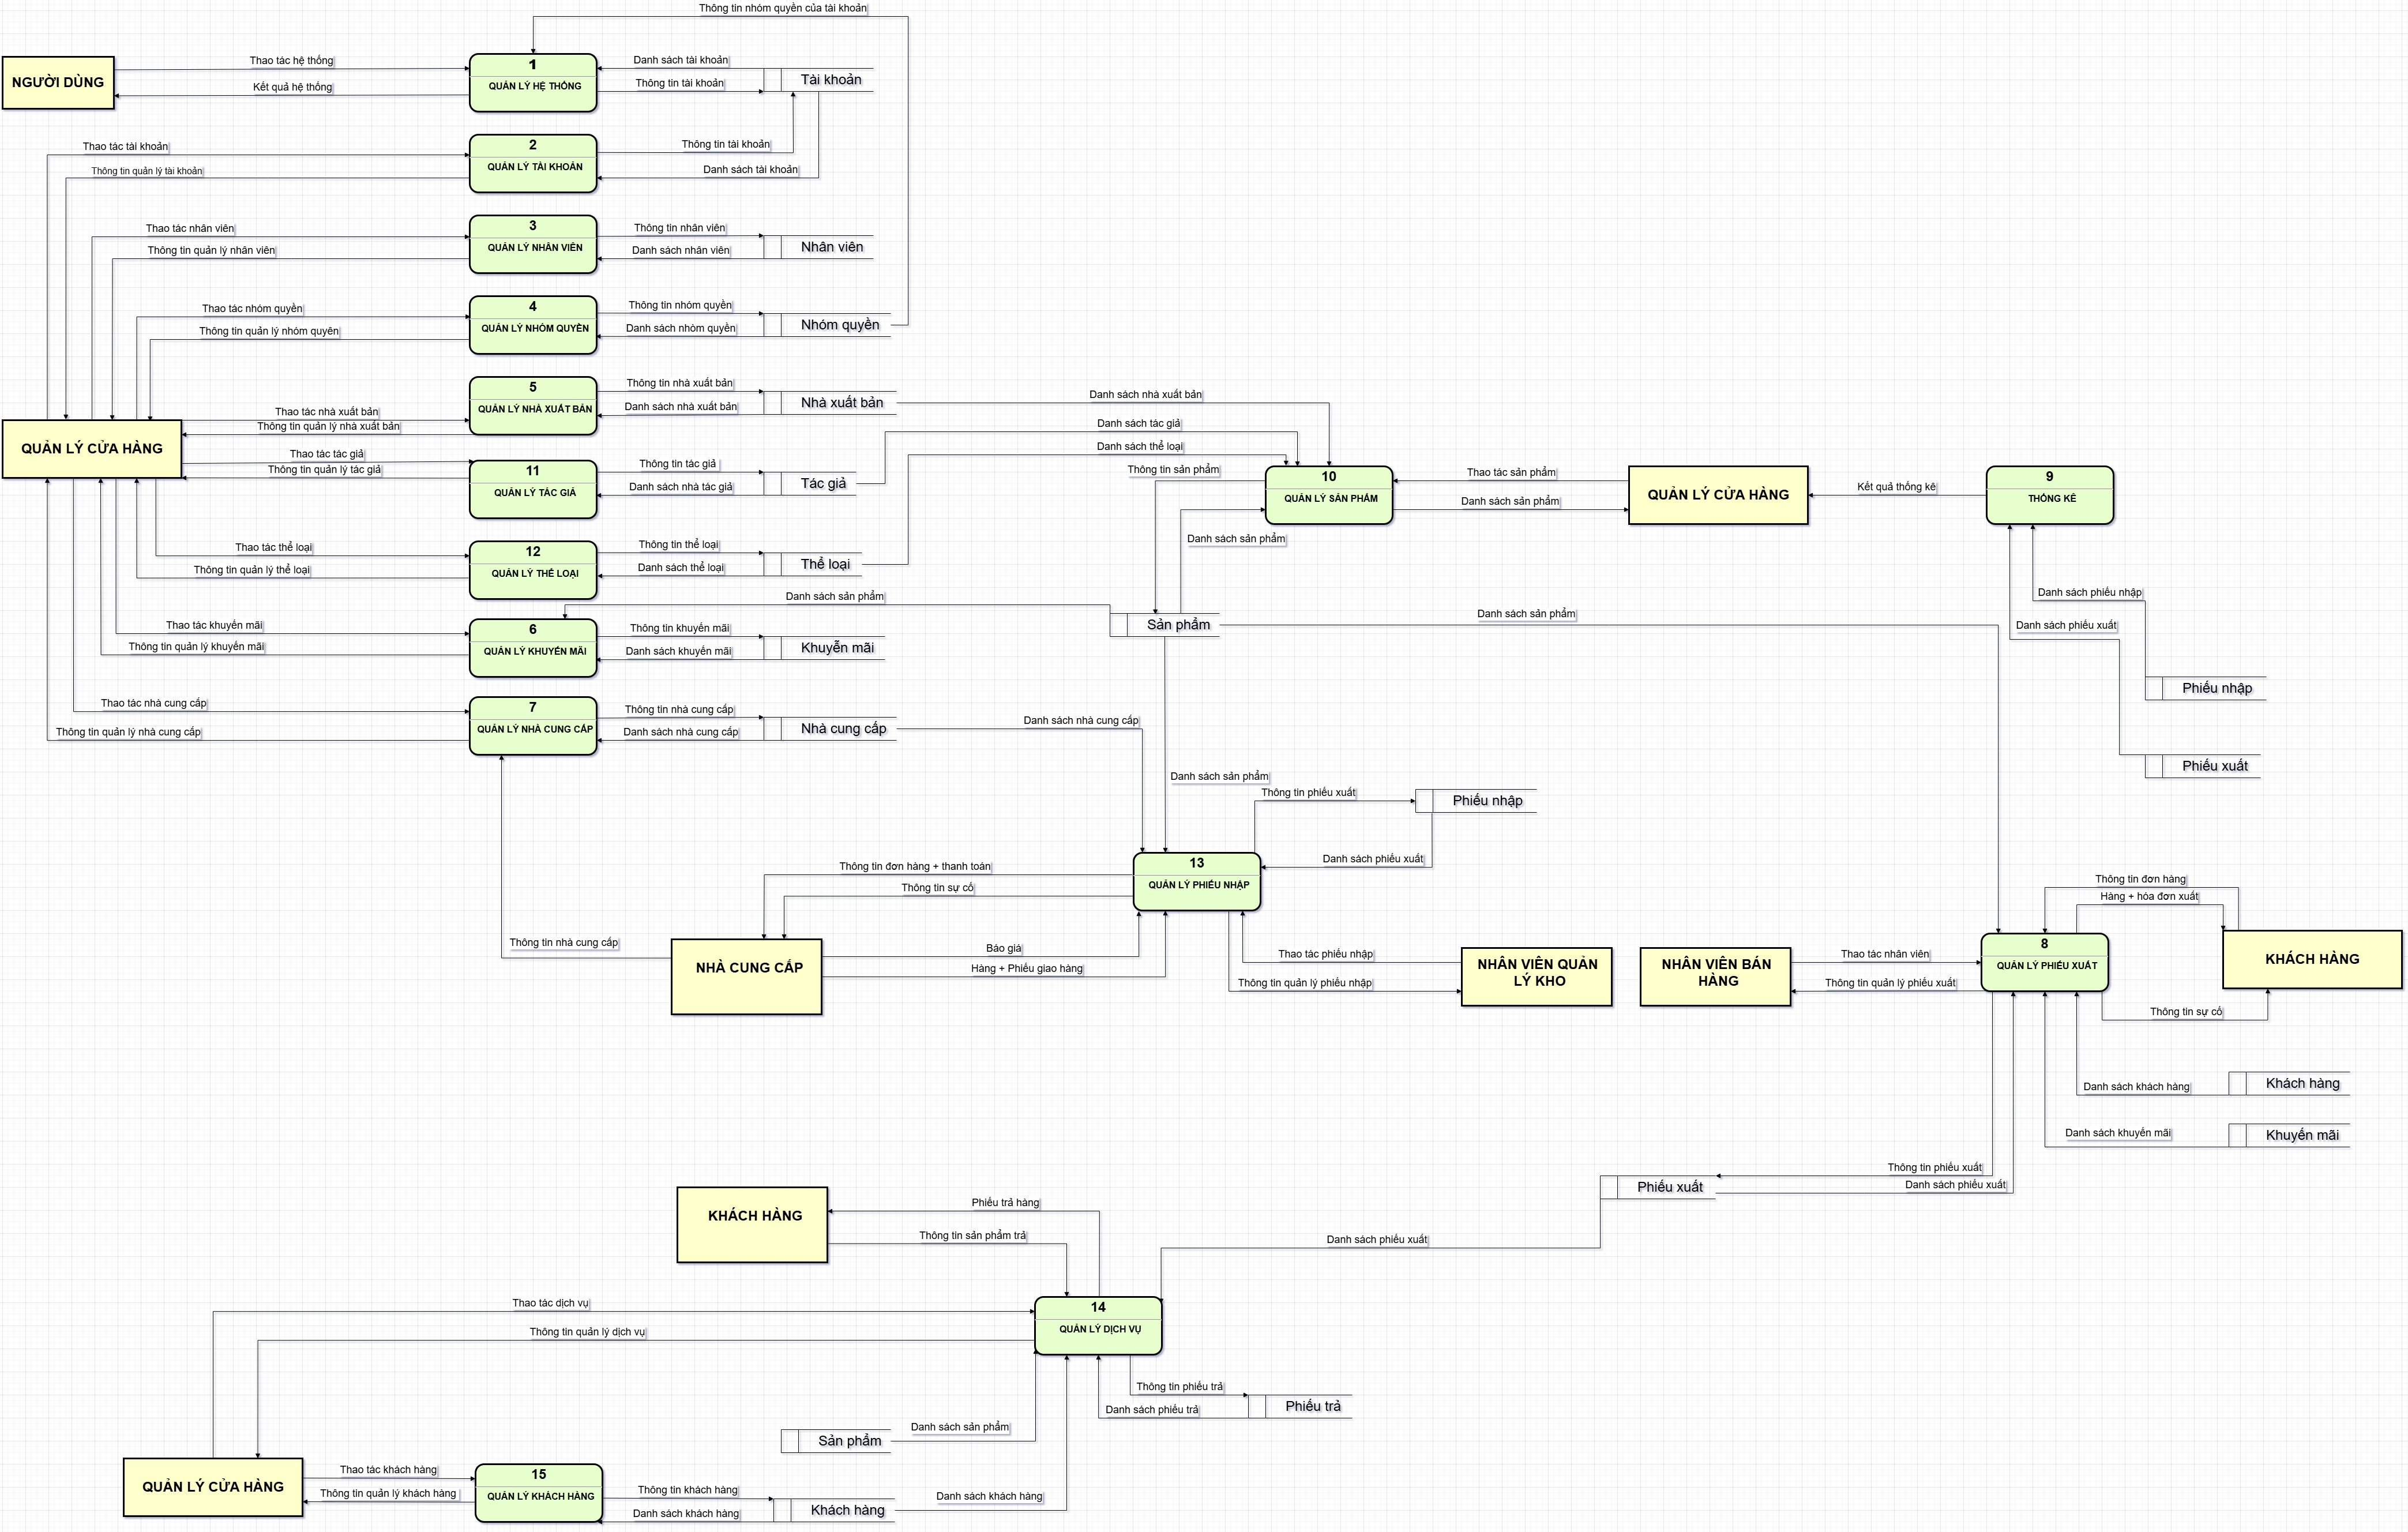 Thông tin nhóm quyền của tài khoản
NGƯỜI DÙNG
Thao tác hệ thống
Kết quả hệ thống
1
QUẢN LÝ HỆ THỐNG
Danh sách tài khoản
Thông tin tài khoản
Tài khoản
Thao tác tài khoản
Thông tin quản lý tài khoản
2
QUẢN LÝ TÀI KHOẢN
Thông tin tài khoản
Danh sách tài khoản
Thao tác nhân viên
Thông tin quản lý nhân viên
3
QUẢN LÝ NHÂN VIÊN
Thông tin nhân viên
Danh sách nhân viên
Nhân viên
Thao tác nhóm quyền
Thông tin quản lý nhóm quyên
4
QUẢN LÝ NHÓM QUYỀN
Thông tin nhóm quyền
Danh sách nhóm quyền
Nhóm quyền
QUẢN LÝ CỬA HÀNG
Thao tác nhà xuất bản
Thông tin quản lý nhà xuất bản
5
QUẢN LÝ NHÀ XUẤT BẢN
Thông tin nhà xuất bản
Danh sách nhà xuất bản
Nhà xuất bản
Danh sách nhà xuất bản
Thao tác tác giả
Thông tin quản lý tác giả
11
QUẢN LÝ TÁC GIẢ
Thông tin tác giả
Danh sách nhà tác giả
Tác giả
Danh sách tác giả
Danh sách thể loại
Thông tin sản phẩm
Danh sách sản phẩm
10
QUẢN LÝ SẢN PHẨM
Thao tác sản phẩm
Danh sách sản phẩm
QUẢN LÝ CỬA HÀNG
Kết quả thống kê
9
THỐNG KÊ
Thao tác thể loại
Thông tin quản lý thể loại
12
QUẢN LÝ THỂ LOẠI
Thông tin thể loại
Danh sách thể loại
Thể loại
Danh sách sản phẩm
Sản phẩm
Danh sách sản phẩm
Danh sách phiếu nhập
Danh sách phiếu xuất
Phiếu nhập
Phiếu xuất
Thao tác khuyến mãi
Thông tin quản lý khuyến mãi
6
QUẢN LÝ KHUYẾN MÃI
Thông tin khuyến mãi
Danh sách khuyến mãi
Khuyễn mãi
Thao tác nhà cung cấp
Thông tin quản lý nhà cung cấp
7
QUẢN LÝ NHÀ CUNG CẤP
Thông tin nhà cung cấp
Danh sách nhà cung cấp
Nhà cung cấp
Danh sách nhà cung cấp
Danh sách sản phẩm
Thông tin phiếu xuất
Phiếu nhập
Danh sách phiếu xuất
13
QUẢN LÝ PHIẾU NHẬP
Thông tin đơn hàng + thanh toán
Thông tin sự cố
Thông tin nhà cung cấp
NHÀ CUNG CẤP
Báo giá
Hàng + Phiếu giao hàng
Thao tác phiếu nhập
Thông tin quản lý phiếu nhập
NHÂN VIÊN QUẢN
LÝ KHO
NHÂN VIÊN BÁN
HÀNG
Thao tác nhân viên
Thông tin quản lý phiếu xuất
8
QUẢN LÝ PHIẾU XUẤT
Thông tin đơn hàng
Hàng + hóa đơn xuất
KHÁCH HÀNG
Thông tin sự cố
Danh sách khách hàng
Khách hàng
Danh sách khuyến mãi
Khuyến mãi
Thông tin phiếu xuất
Danh sách phiếu xuất
Phiếu xuất
KHÁCH HÀNG
Phiếu trả hàng
Thông tin sản phẩm trả
Danh sách phiếu xuất
Thao tác dịch vụ
Thông tin quản lý dịch vụ
14
QUẢN LÝ DỊCH VỤ
Thông tin phiếu trả
Danh sách phiếu trả
Phiếu trả
Sản phẩm
Danh sách sản phẩm
QUẢN LÝ CỬA HÀNG
Thao tác khách hàng
Thông tin quản lý khách hàng
15
QUẢN LÝ KHÁCH HÀNG
Thông tin khách hàng
Danh sách khách hàng
Khách hàng
Danh sách khách hàng